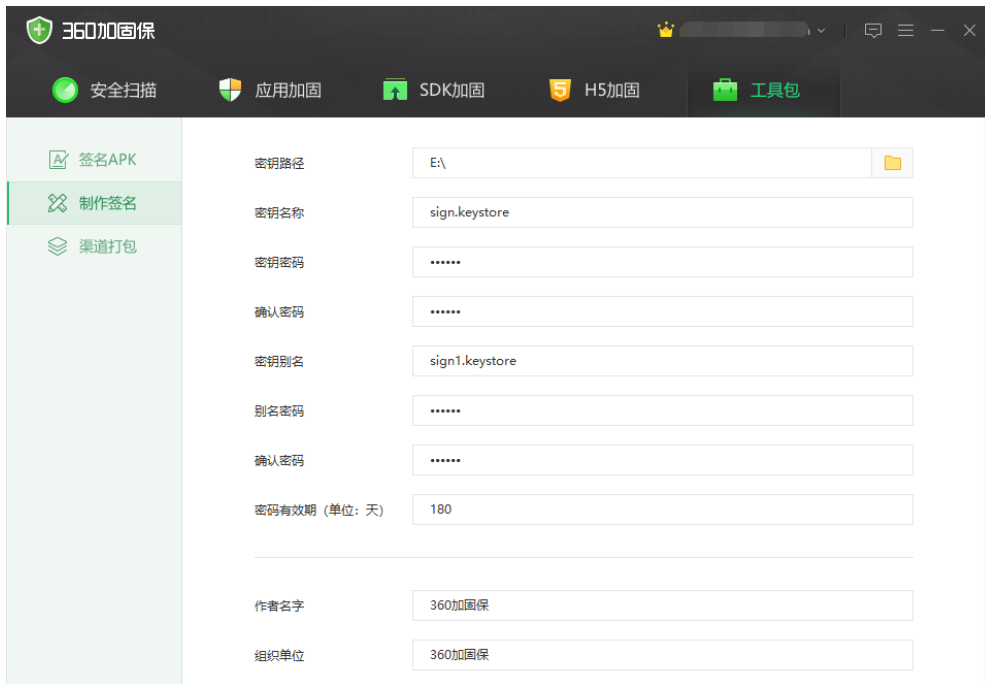 360加固保
安全扫描 应用加固 SDK加固 H5加固 工具包
签名APK
制作签名
渠道打包
密钥路径 E:\
密钥名称 sign.keystore
密钥密码 ••••••
确认密码 ••••••
密钥别名 sign1.keystore
别名密码 ••••••
确认密码 ••••••
密码有效期（单位：天） 180
作者名字 360加固保
组织单位 360加固保